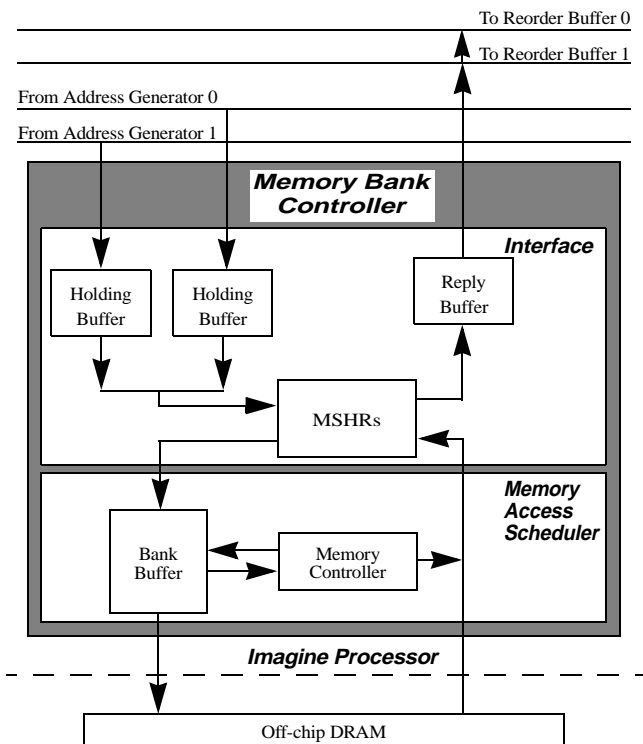 To Reorder Buffer 0
To Reorder Buffer 1
From Address Generator 0
From Address Generator 1
Memory Bank
Controller
Interface
Holding
Buffer
Holding
Buffer
Reply
Buffer
MSHRs
Memory
Access
Scheduler
Bank
Buffer
Memory
Controller
Imagine Processor
Off-chip DRAM